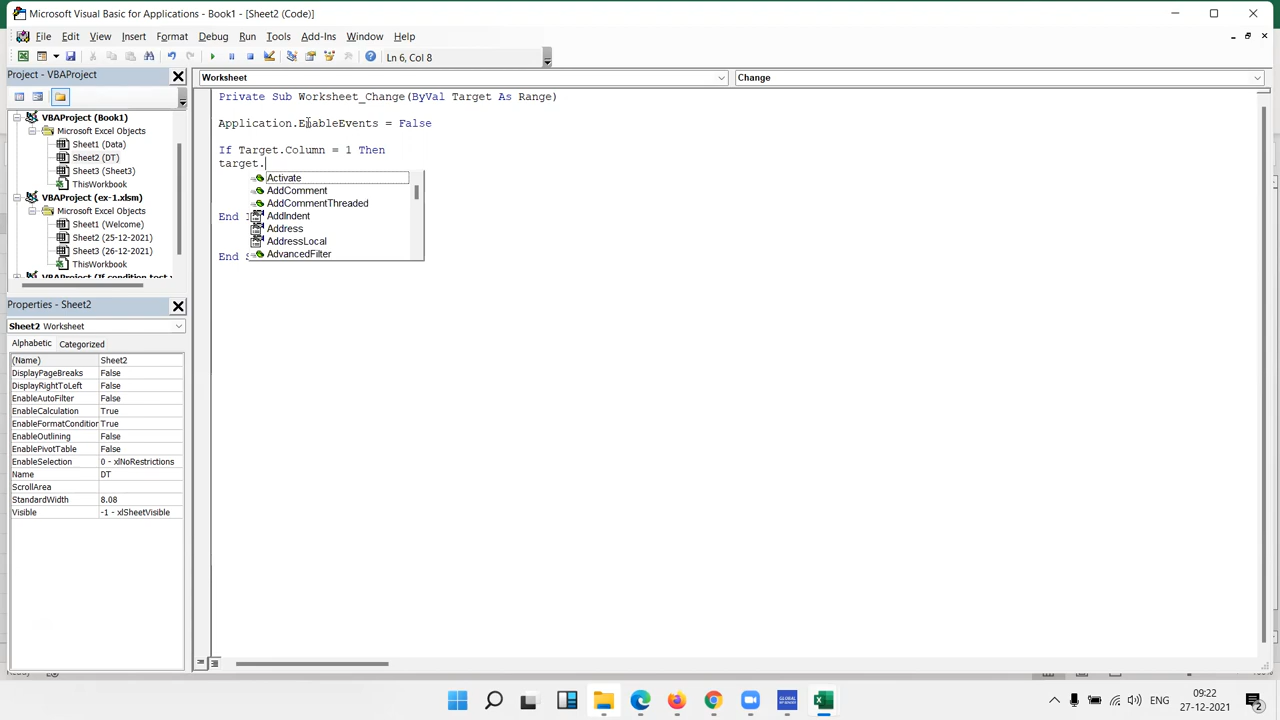 Microsoft Visual Basic for Applications - Book1 - [Sheet2 (Code)]
File Edit View Insert Format Debug Run Tools Add-Ins Window Help
Ln 6, Col 8
Project - VBAProject
Worksheet
Change
VBAProject (Book1)
Microsoft Excel Objects
Sheet1 (Data)
Sheet2 (DT)
Sheet3 (Sheet3)
ThisWorkbook
VBAProject (ex-1.xlsm)
Microsoft Excel Objects
Sheet1 (Welcome)
Sheet2 (25-12-2021)
Sheet3 (26-12-2021)
ThisWorkbook
VBAProject (If condition test
Private Sub Worksheet_Change(ByVal Target As Range)
Application.EnableEvents = False
If Target.Column = 1 Then
target.
Activate
AddComment
AddCommentThreaded
AddIndent
Address
AddressLocal
AdvancedFilter
End
End
Properties - Sheet2
Sheet2 Worksheet
Alphabetic Categorized
(Name) Sheet2
DisplayPageBreaks False
DisplayRightToLeft False
EnableAutoFilter False
EnableCalculation True
EnableFormatCondition True
EnableOutlining False
EnablePivotTable False
EnableSelection 0 - xlNoRestrictions
Name DT
ScrollArea
StandardWidth 8.08
Visible -1 - xlSheetVisible
ENG
09:22
27-12-2021
2